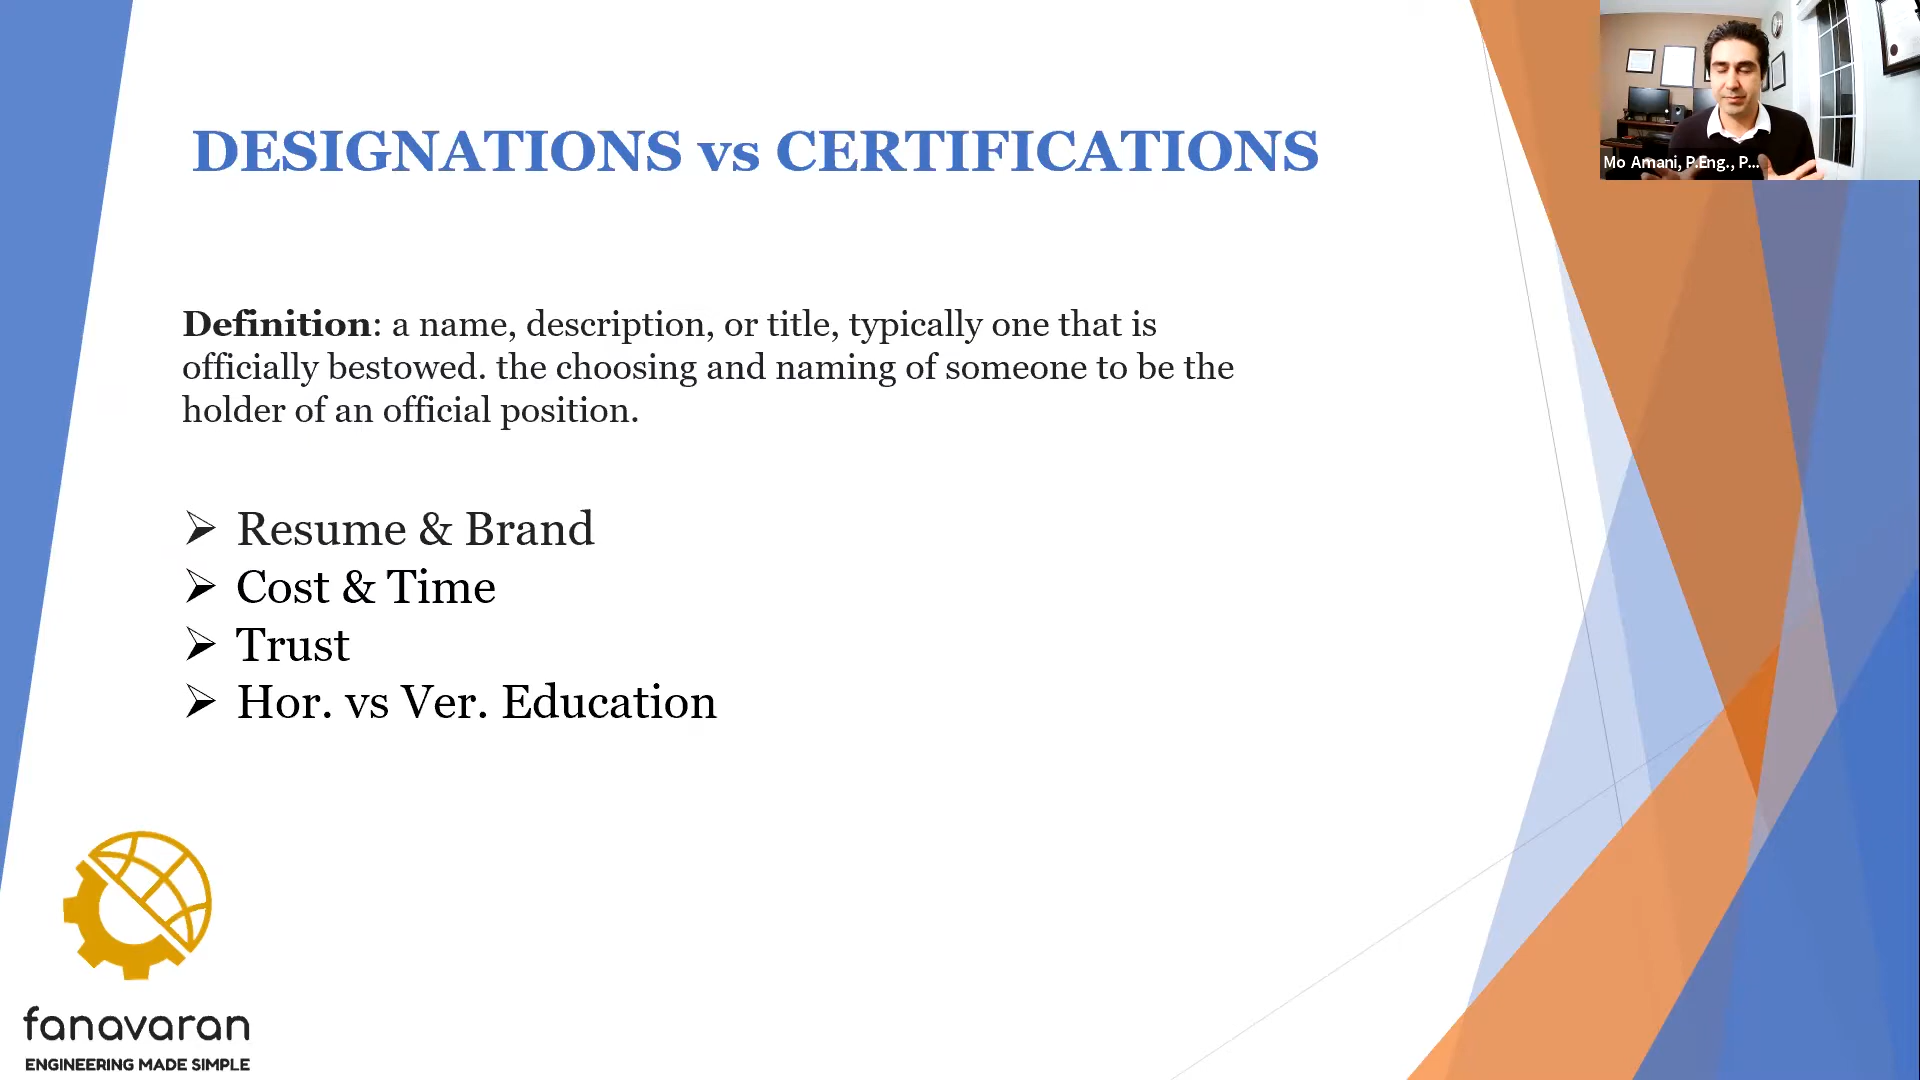 DESIGNATIONS vs CERTIFICATIONS
Mo Amani, P.Eng., P...
Definition: a name, description, or title, typically one that is
officially bestowed. the choosing and naming of someone to be the
holder of an official position.
Resume & Brand
Cost & Time
Trust
Hor. vs Ver. Education
fanavaran
ENGINEERING MADE SIMPLE